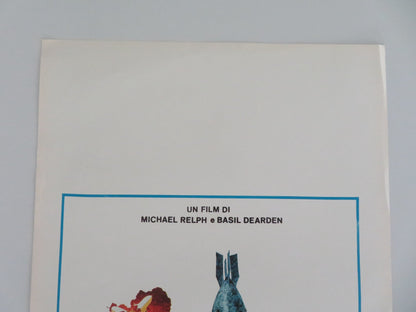 UN FILM DI
MICHAEL RELPH e BASIL DEARDEN